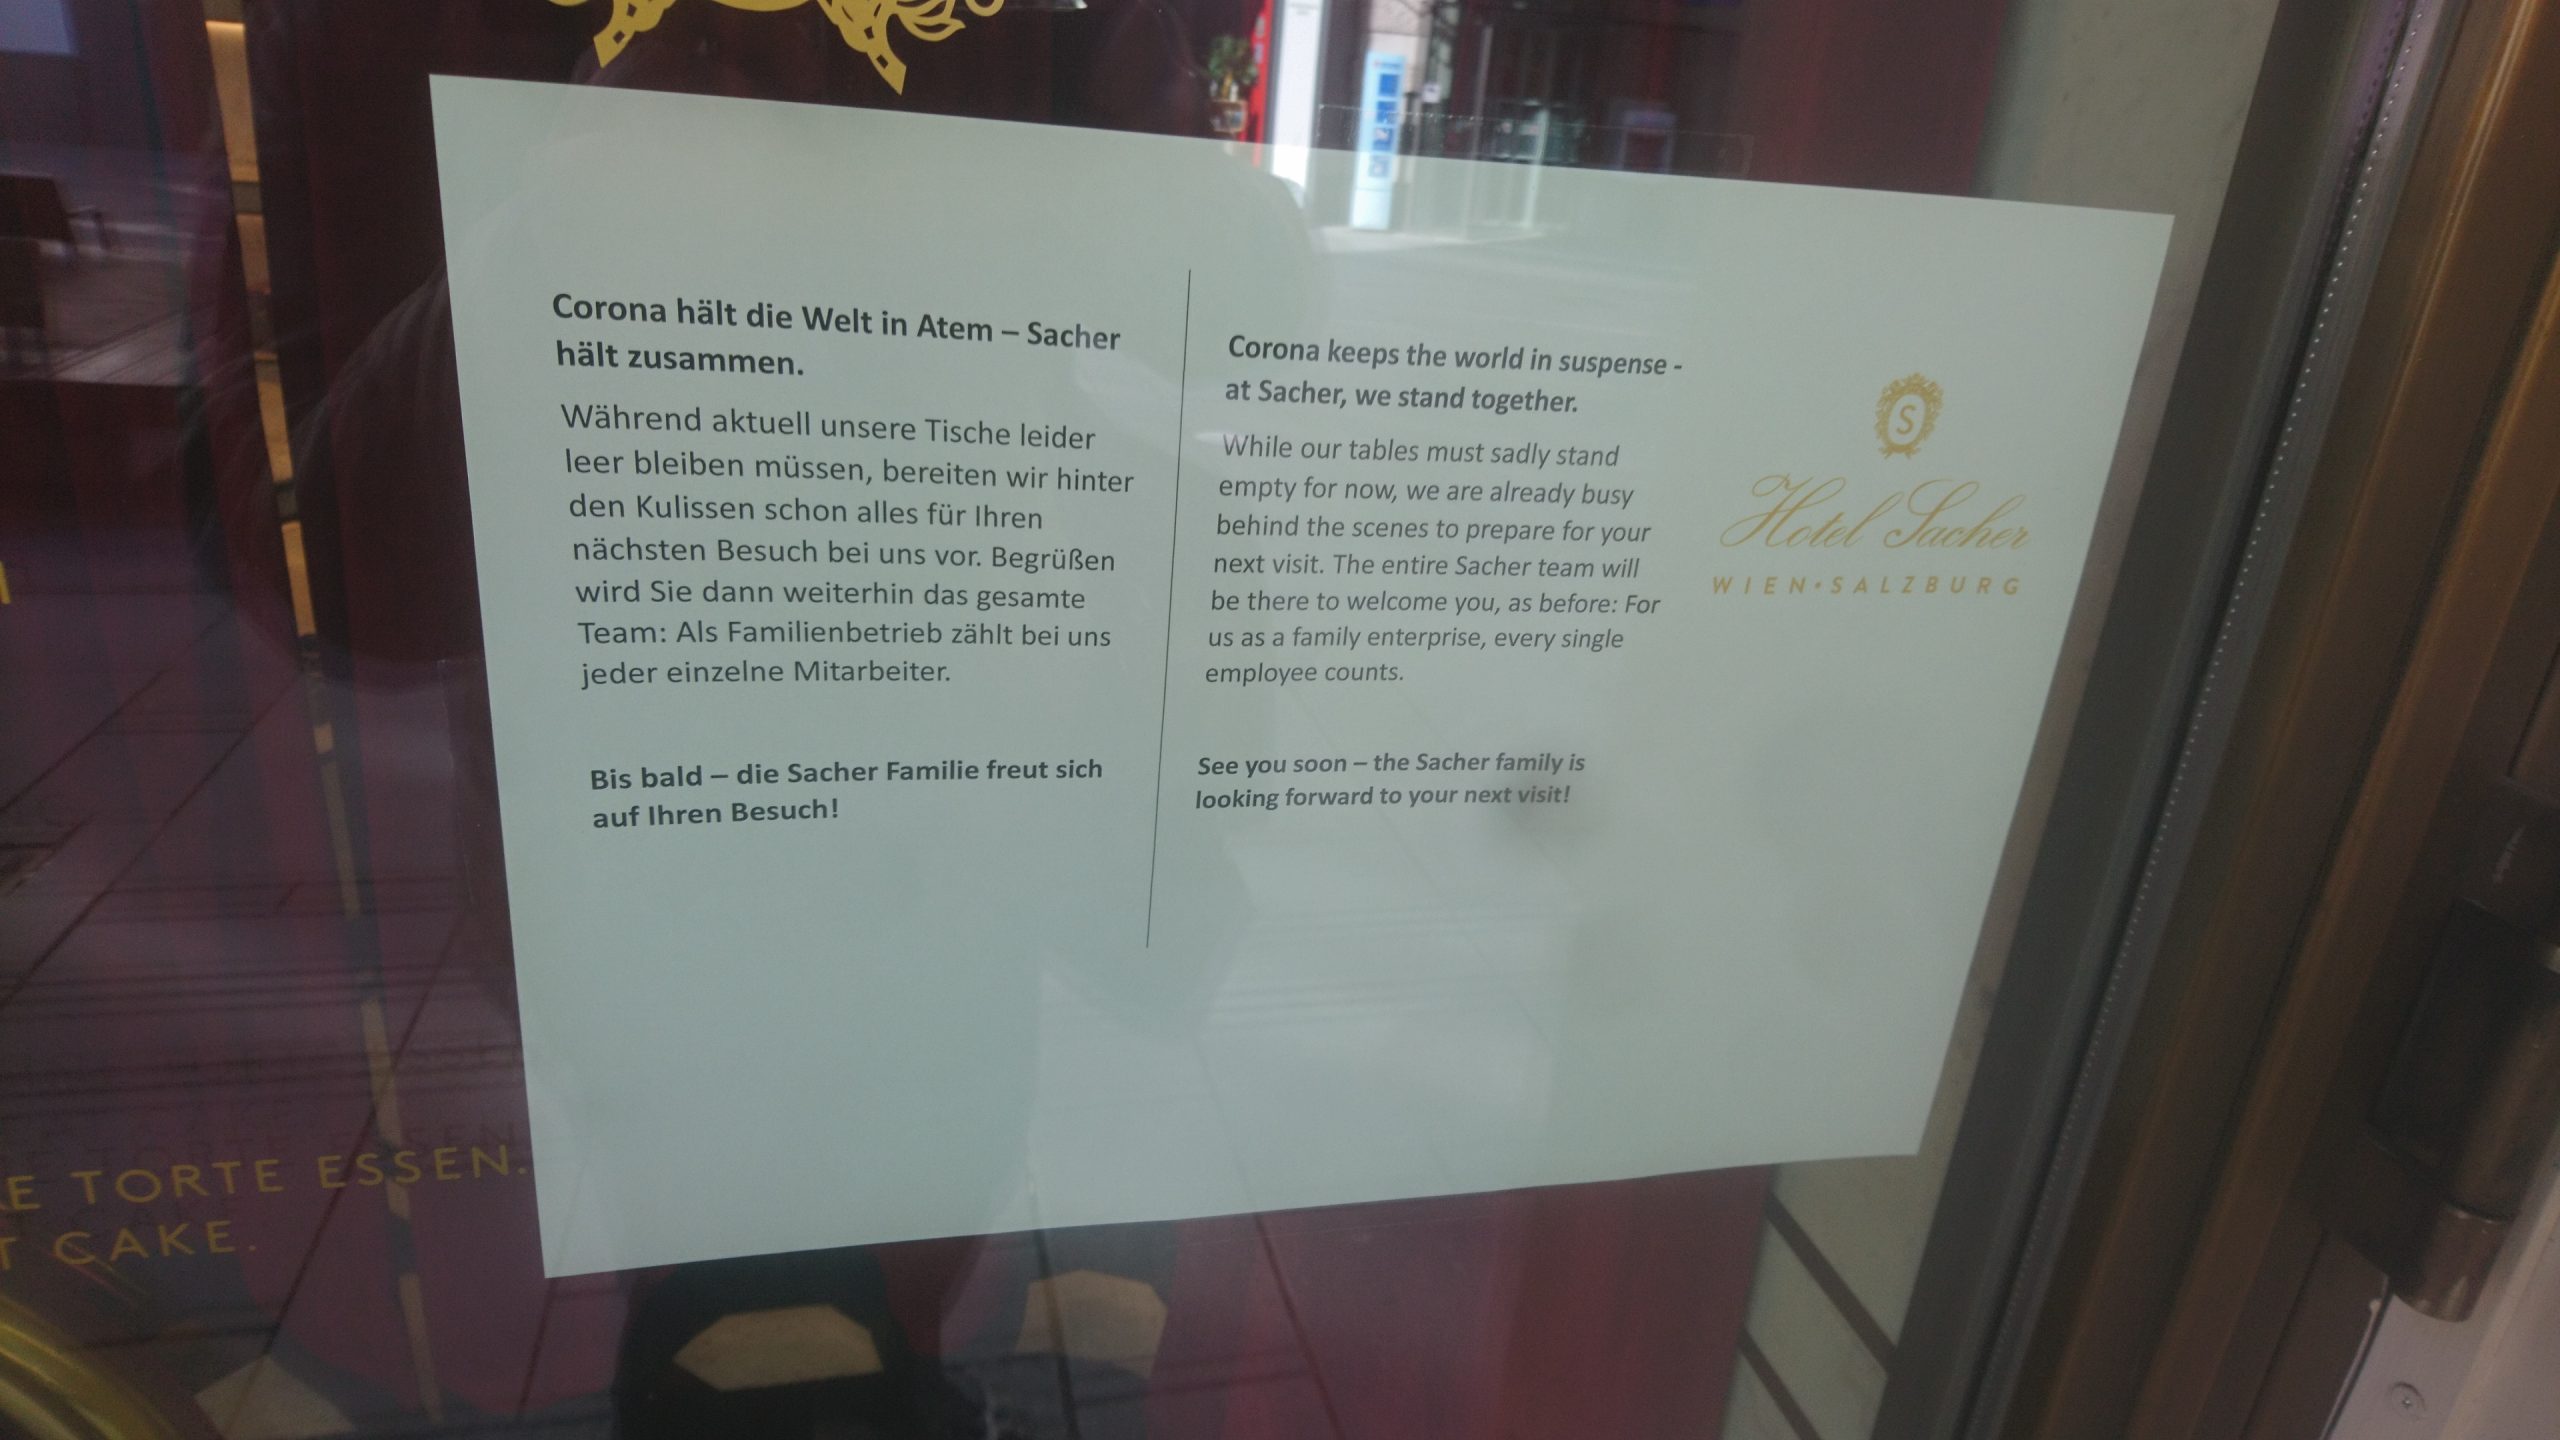 Corona hält die Welt in Atem – Sacher
hält zusammen.
Während aktuell unsere Tische leider
leer bleiben müssen, bereiten wir hinter
den Kulissen schon alles für Ihren
nächsten Besuch bei uns vor. Begrüßen
wird Sie dann weiterhin das gesamte
Team: Als Familienbetrieb zählt bei uns
jeder einzelne Mitarbeiter.
Bis bald – die Sacher Familie freut sich
auf Ihren Besuch!
Corona keeps the world in suspense -
at Sacher, we stand together.
While our tables must sadly stand
empty for now, we are already busy
behind the scenes to prepare for your
next visit. The entire Sacher team will
be there to welcome you, as before: For
us as a family enterprise, every single
employee counts.
See you soon – the Sacher family is
looking forward to your next visit!
S
Hotel Sacher
WIEN·SALZBURG
TORTE ESSEN.
CAKE.